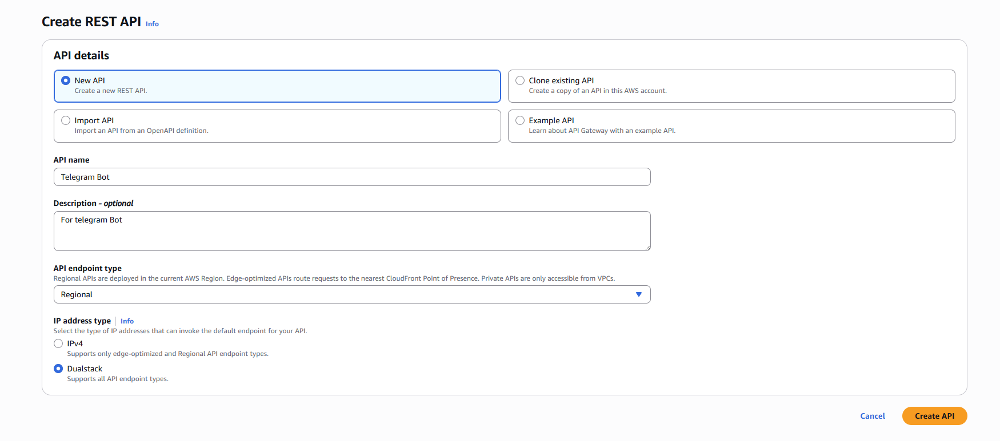 Create REST API Info
API details
New API
Create a new REST API.
Clone existing API
Create a copy of an API in this AWS account.
Import API
Import an API from an OpenAPI definition.
Example API
Learn about API Gateway with an example API.
API name
Telegram Bot
Description - optional
For telegram Bot
API endpoint type
Regional APIs are deployed in the current AWS Region. Edge-optimized APIs route requests to the nearest CloudFront Point of Presence. Private APIs are only accessible from VPCs.
Regional
IP address type Info
Select the type of IP addresses that can invoke the default endpoint for your API.
IPv4
Supports only edge-optimized and Regional API endpoint types.
Dualstack
Supports all API endpoint types.
Cancel Create API